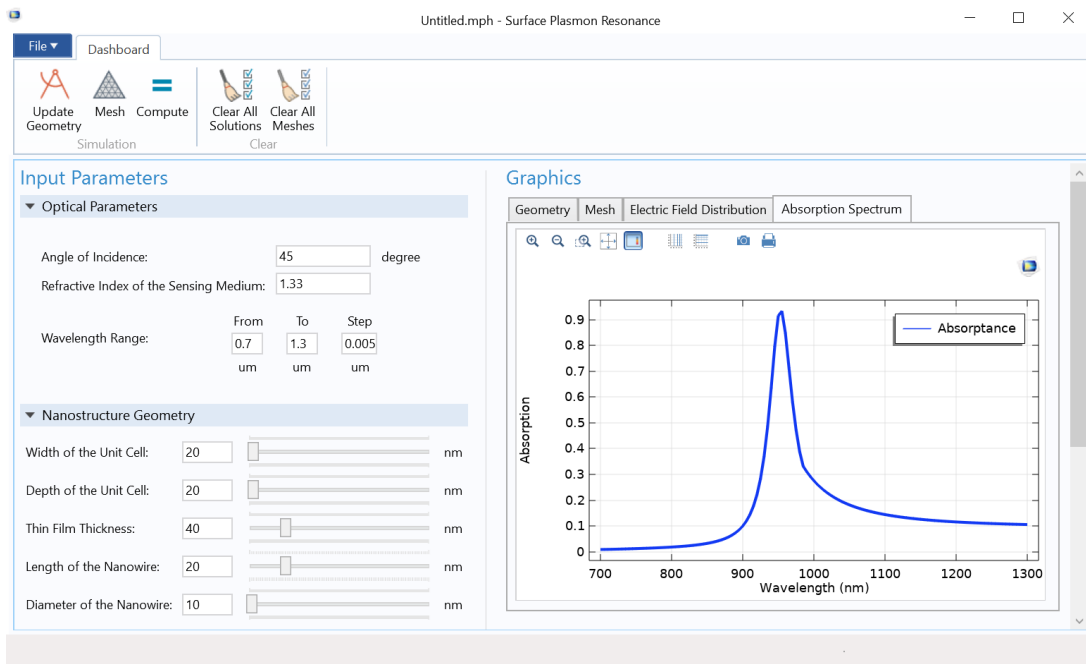 Untitled.mph - Surface Plasmon Resonance
File
Dashboard
Update Geometry
Mesh
Compute
Clear All Solutions
Clear All Meshes
Simulation
Clear
Input Parameters
Optical Parameters
Angle of Incidence: 45 degree
Refractive Index of the Sensing Medium: 1.33
From To Step
Wavelength Range: 0.7 1.3 0.005
um um um
Nanostructure Geometry
Width of the Unit Cell: 20 nm
Depth of the Unit Cell: 20 nm
Thin Film Thickness: 40 nm
Length of the Nanowire: 20 nm
Diameter of the Nanowire: 10 nm
Graphics
Geometry Mesh Electric Field Distribution Absorption Spectrum
Absorptance
Absorption
0.9
0.8
0.7
0.6
0.5
0.4
0.3
0.2
0.1
0
700 800 900 1000 1100 1200 1300
Wavelength (nm)